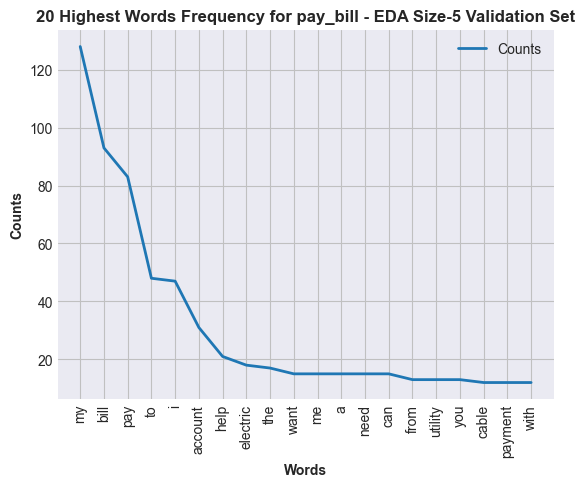 20 Highest Words Frequency for pay_bill - EDA Size-5 Validation Set
Counts
120
100
80
60
40
20
Counts
my
bill
pay
to
i
account
help
electric
the
want
me
a
need
can
from
utility
you
cable
payment
with
Words